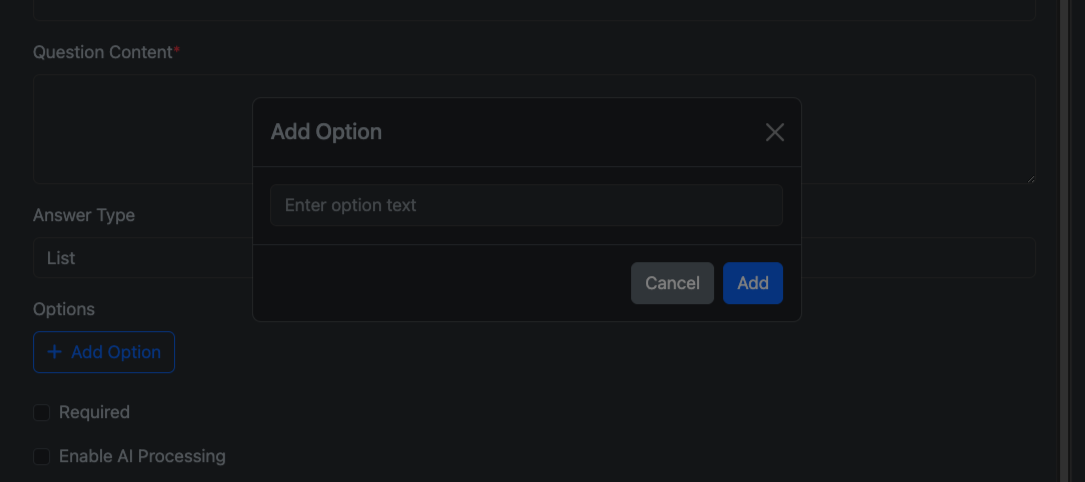 Question Content*
Add Option
Enter option text
Answer Type
List
Cancel
Add
Options
+ Add Option
Required
Enable AI Processing